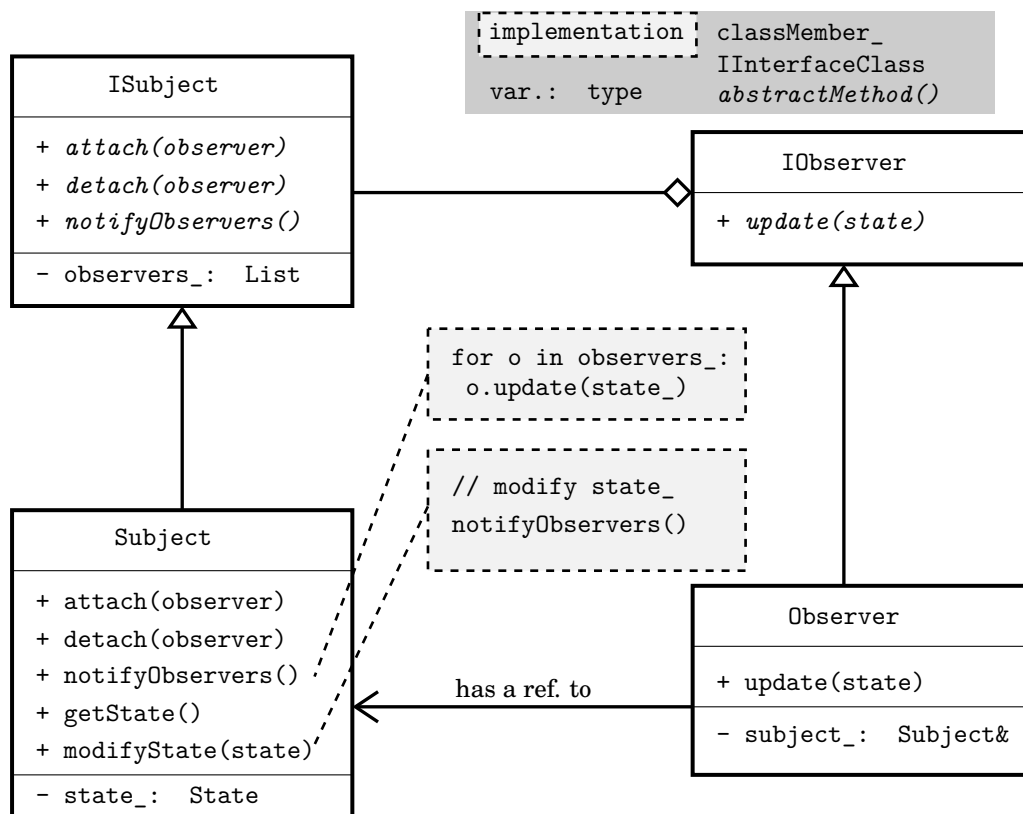 implementation classMember_
IInterfaceClass
var.: type abstractMethod()
ISubject
+ attach(observer)
+ detach(observer)
+ notifyObservers()
- observers_: List
IObserver
+ update(state)
for o in observers_:
o.update(state_)
// modify state_
notifyObservers()
Subject
+ attach(observer)
+ detach(observer)
+ notifyObservers()
+ getState()
+ modifyState(state)
- state_: State
has a ref. to
Observer
+ update(state)
- subject_: Subject&